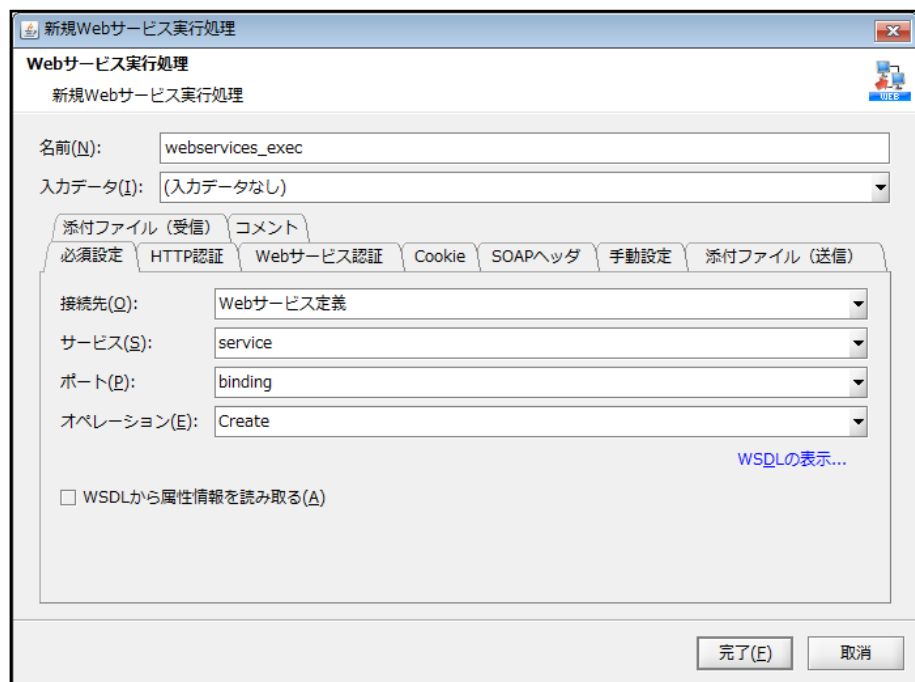 新規Webサービス実行処理
Webサービス実行処理
新規Webサービス実行処理
WEB
名前(N): webservices_exec
入力データ(I): (入力データなし)
添付ファイル（受信） コメント
必須設定 HTTP認証 Webサービス認証 Cookie SOAPヘッダ 手動設定 添付ファイル（送信）
接続先(O): Webサービス定義
サービス(S): service
ポート(P): binding
オペレーション(E): Create
WSDLの表示...
WSDLから属性情報を読み取る(A)
完了(F) 取消